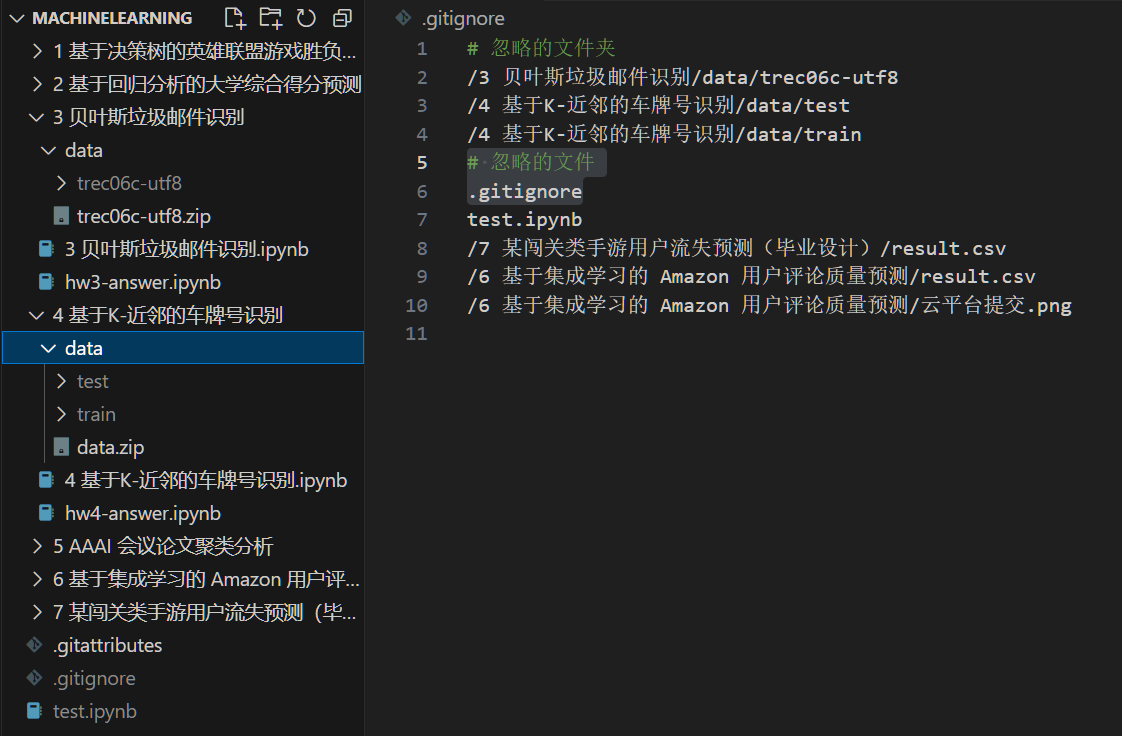 MACHINELEARNING
1 基于决策树的英雄联盟游戏胜负...
2 基于回归分析的大学综合得分预测
3 贝叶斯垃圾邮件识别
data
trec06c-utf8
trec06c-utf8.zip
3 贝叶斯垃圾邮件识别.ipynb
hw3-answer.ipynb
4 基于K-近邻的车牌号识别
data
test
train
data.zip
4 基于K-近邻的车牌号识别.ipynb
hw4-answer.ipynb
5 AAAI 会议论文聚类分析
6 基于集成学习的 Amazon 用户评...
7 某闯关类手游用户流失预测（毕...
.gitattributes
.gitignore
test.ipynb
.gitignore
1 # 忽略的文件夹
2 /3 贝叶斯垃圾邮件识别/data/trec06c-utf8
3 /4 基于K-近邻的车牌号识别/data/test
4 /4 基于K-近邻的车牌号识别/data/train
5 # 忽略的文件
6 .gitignore
7 test.ipynb
8 /7 某闯关类手游用户流失预测（毕业设计）/result.csv
9 /6 基于集成学习的 Amazon 用户评论质量预测/result.csv
10 /6 基于集成学习的 Amazon 用户评论质量预测/云平台提交.png
11